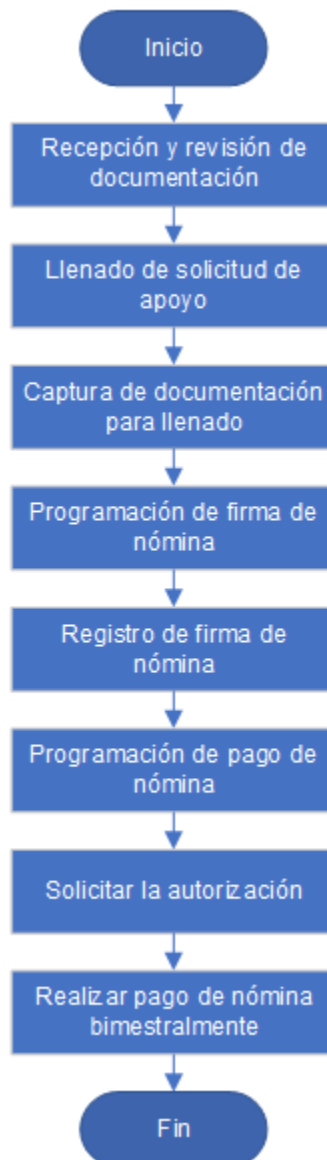 Inicio
Recepción y revisión de
documentación
Llenado de solicitud de
apoyo
Captura de documentación
para llenado
Programación de firma de
nómina
Registro de firma de
nómina
Programación de pago de
nómina
Solicitar la autorización
Realizar pago de nómina
bimestralmente
Fin